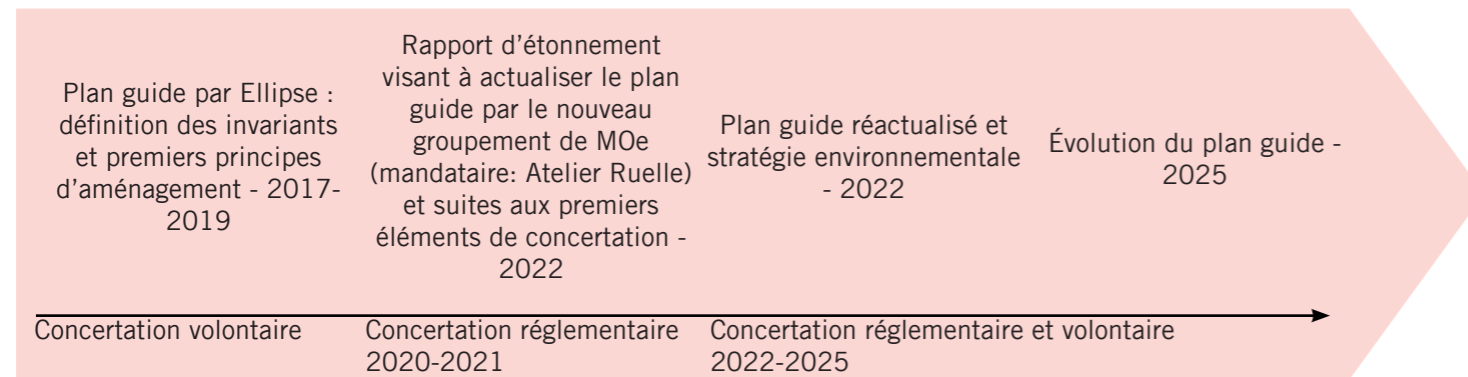 Plan guide par Ellipse :
définition des invariants
et premiers principes
d’aménagement - 2017-
2019
Rapport d’étonnement
visant à actualiser le plan
guide par le nouveau
groupement de MOe
(mandataire: Atelier Ruelle)
et suites aux premiers
éléments de concertation -
2022
Plan guide réactualisé et
stratégie environnementale
- 2022
Évolution du plan guide -
2025
Concertation volontaire
Concertation réglementaire
2020-2021
Concertation réglementaire et volontaire
2022-2025